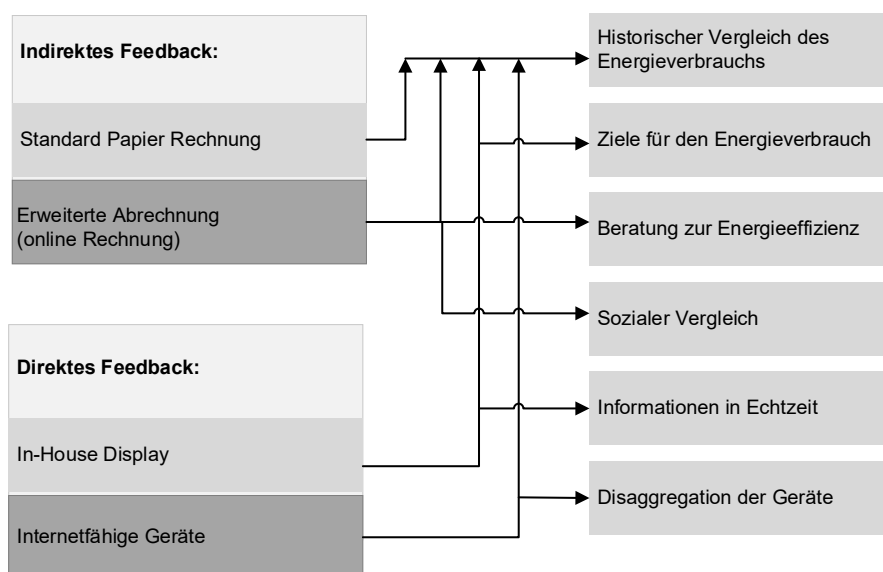 Indirektes Feedback:
Standard Papier Rechnung
Erweiterte Abrechnung
(online Rechnung)
Direktes Feedback:
In-House Display
Internetfähige Geräte
Historischer Vergleich des
Energieverbrauchs
Ziele für den Energieverbrauch
Beratung zur Energieeffizienz
Sozialer Vergleich
Informationen in Echtzeit
Disaggregation der Geräte